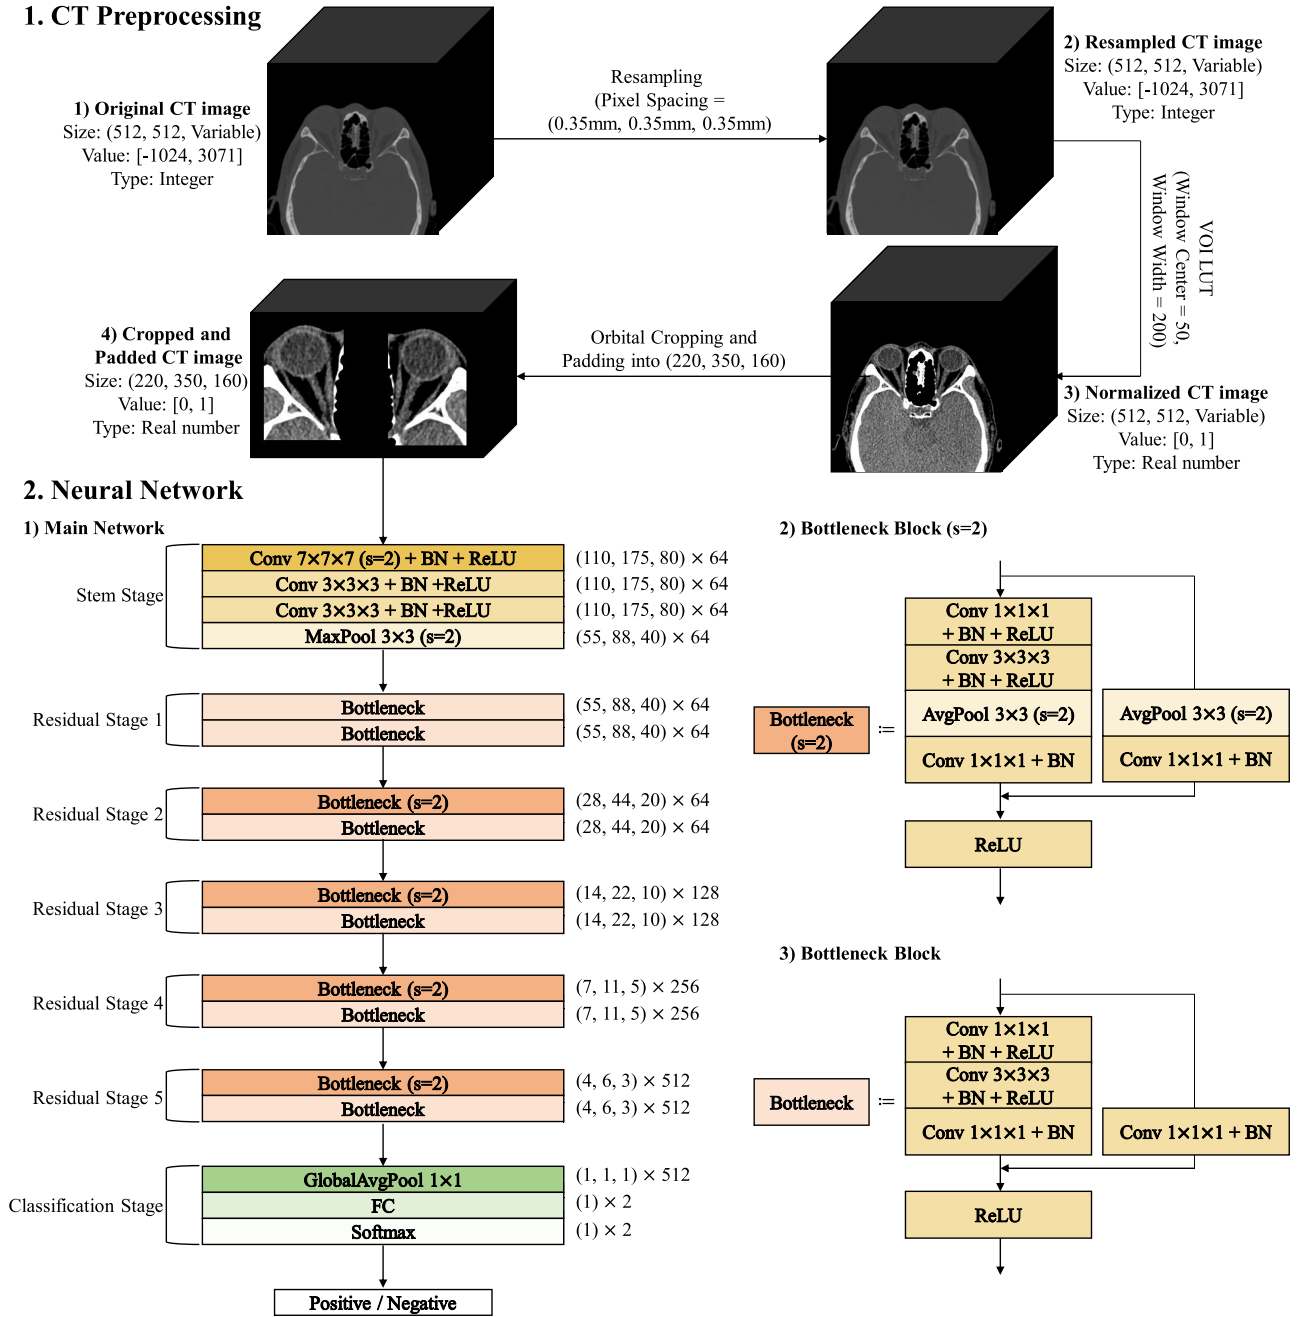 1. CT Preprocessing
1) Original CT image
Size: (512, 512, Variable)
Value: [-1024, 3071]
Type: Integer
Resampling
(Pixel Spacing =
(0.35mm, 0.35mm, 0.35mm)
2) Resampled CT image
Size: (512, 512, Variable)
Value: [-1024, 3071]
Type: Integer
VOI LUT
(Window Center = 50,
Window Width = 200)
3) Normalized CT image
Size: (512, 512, Variable)
Value: [0, 1]
Type: Real number
Orbital Cropping and
Padding into (220, 350, 160)
4) Cropped and
Padded CT image
Size: (220, 350, 160)
Value: [0, 1]
Type: Real number
2. Neural Network
1) Main Network
Stem Stage
Conv 7×7×7 (s=2) + BN + ReLU
(110, 175, 80) × 64
Conv 3×3×3 + BN +ReLU
(110, 175, 80) × 64
Conv 3×3×3 + BN +ReLU
(110, 175, 80) × 64
MaxPool 3×3 (s=2)
(55, 88, 40) × 64
Residual Stage 1
Bottleneck
(55, 88, 40) × 64
Bottleneck
(55, 88, 40) × 64
Residual Stage 2
Bottleneck (s=2)
(28, 44, 20) × 64
Bottleneck
(28, 44, 20) × 64
Residual Stage 3
Bottleneck (s=2)
(14, 22, 10) × 128
Bottleneck
(14, 22, 10) × 128
Residual Stage 4
Bottleneck (s=2)
(7, 11, 5) × 256
Bottleneck
(7, 11, 5) × 256
Residual Stage 5
Bottleneck (s=2)
(4, 6, 3) × 512
Bottleneck
(4, 6, 3) × 512
Classification Stage
GlobalAvgPool 1×1
(1, 1, 1) × 512
FC
(1) × 2
Softmax
(1) × 2
Positive / Negative
2) Bottleneck Block (s=2)
Bottleneck
(s=2)
:=
Conv 1×1×1
+ BN + ReLU
Conv 3×3×3
+ BN + ReLU
AvgPool 3×3 (s=2)
Conv 1×1×1 + BN
AvgPool 3×3 (s=2)
Conv 1×1×1 + BN
ReLU
3) Bottleneck Block
Bottleneck
:=
Conv 1×1×1
+ BN + ReLU
Conv 3×3×3
+ BN + ReLU
Conv 1×1×1 + BN
Conv 1×1×1 + BN
ReLU